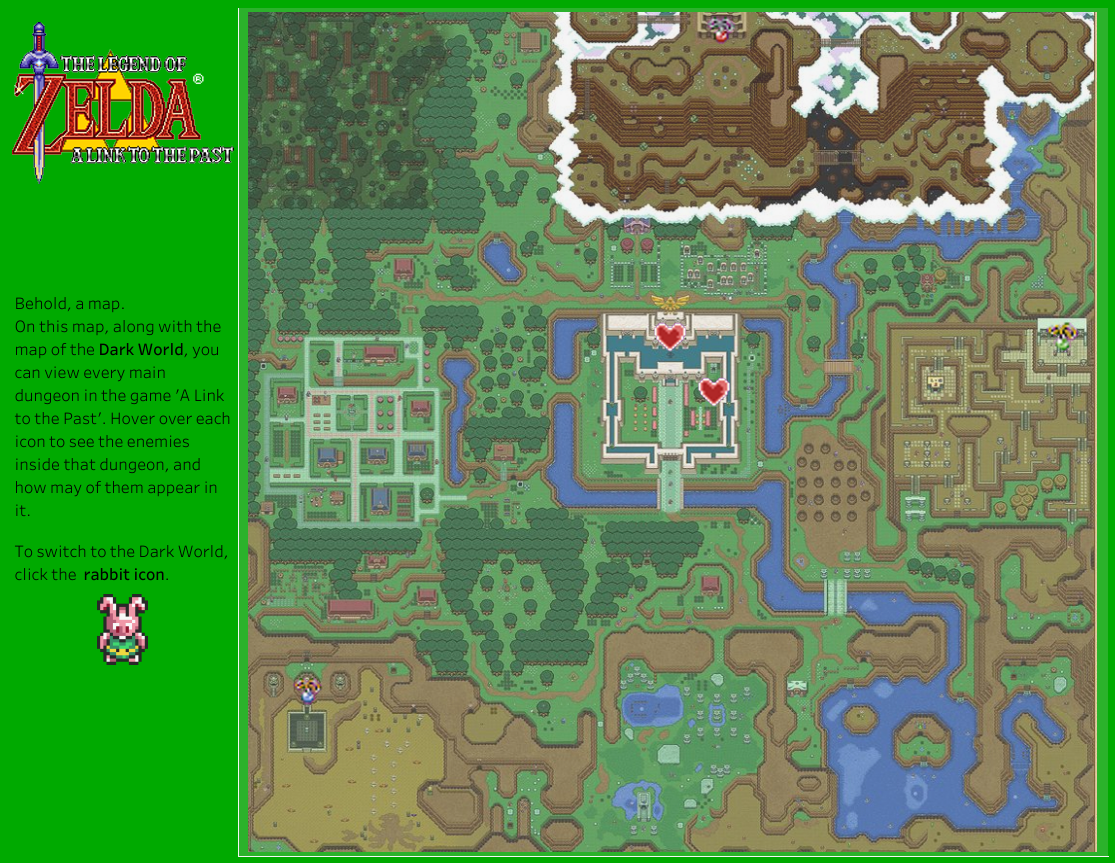 THE LEGEND OF
ZELDA®
A LINK TO THE PAST
Behold, a map.
On this map, along with the
map of the Dark World, you
can view every main
dungeon in the game ‘A Link
to the Past’. Hover over each
icon to see the enemies
inside that dungeon, and
how may of them appear in
it.
To switch to the Dark World,
click the rabbit icon.